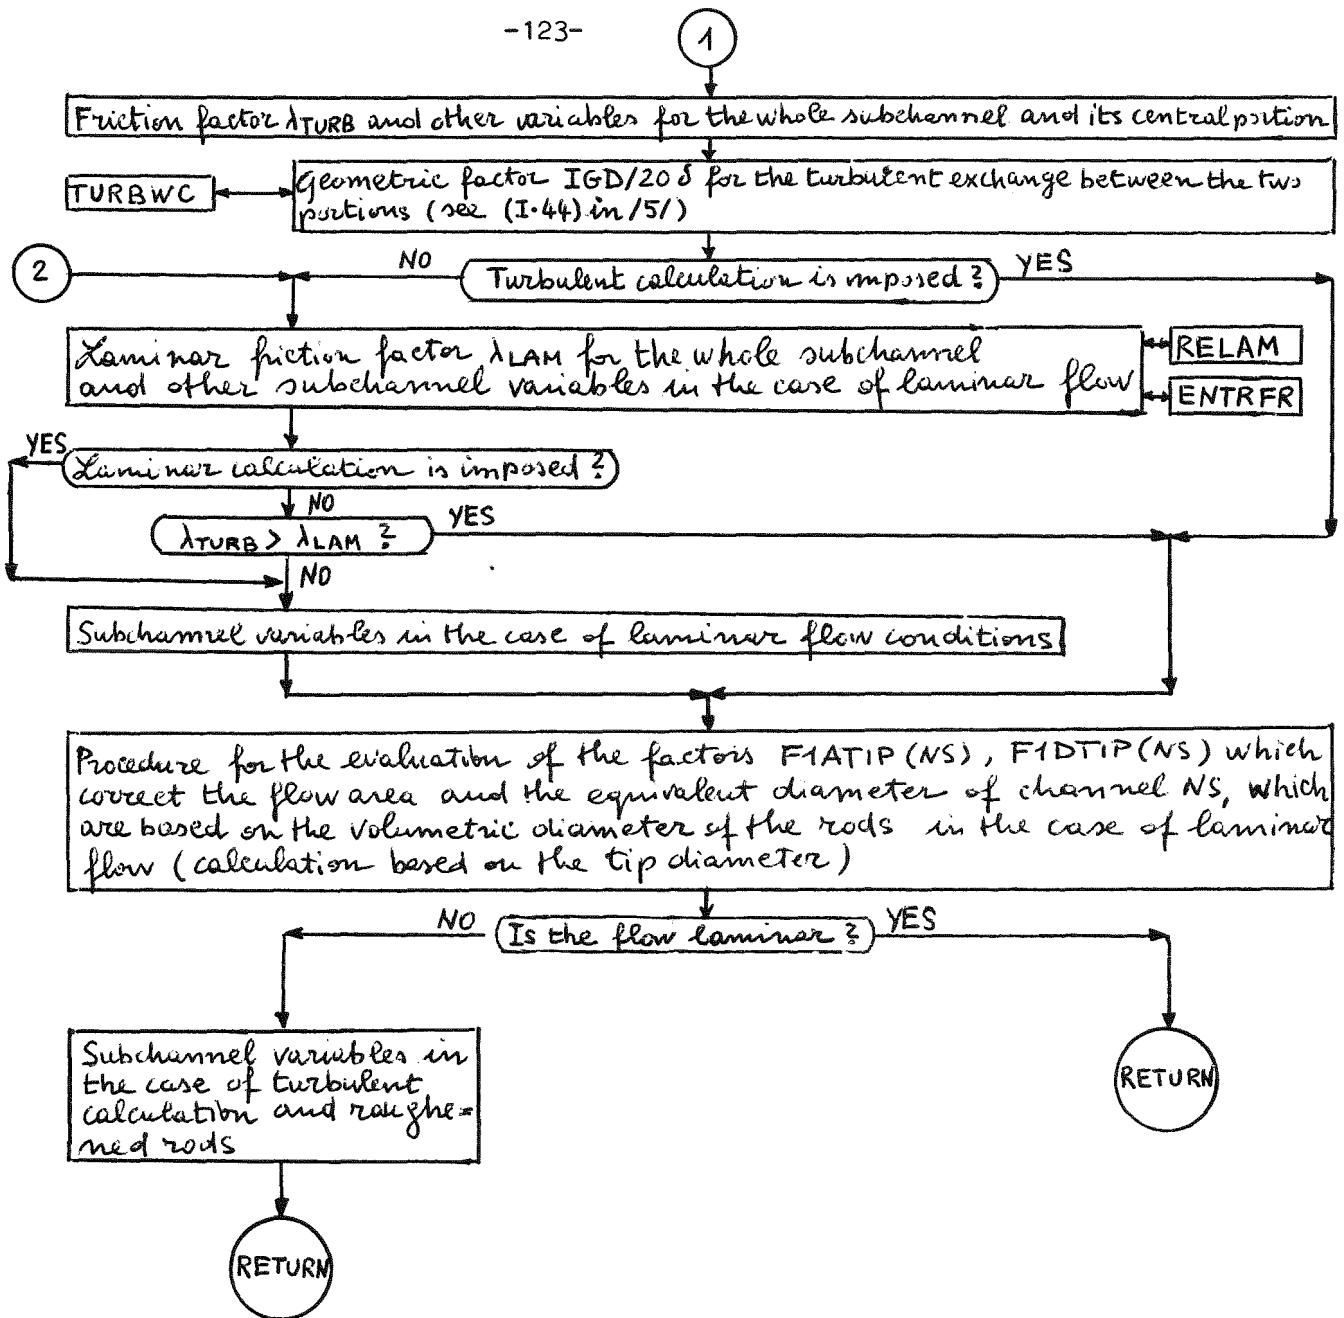 -123-
1
Friction factor λTURB and other variables for the whole subchannel and its central portion
TURBWC
Geometric factor IGD/20 δ for the turbulent exchange between the two
portions (see (I.44) in /5/)
2
NO
Turbulent calculation is imposed ?
YES
Laminar friction factor λLAM for the whole subchannel
and other subchannel variables in the case of laminar flow
RELAM
ENTRFR
YES
Laminar calculation is imposed ?
NO
λTURB > λLAM ?
YES
NO
Subchannel variables in the case of laminar flow conditions
Procedure for the evaluation of the factors F1ATIP (NS), F1DTIP (NS) which
correct the flow area and the equivalent diameter of channel NS, which
are based on the volumetric diameter of the rods in the case of laminar
flow (calculation based on the tip diameter)
NO
Is the flow laminar ?
YES
Subchannel variables in
the case of turbulent
calculation and roughe=
ned rods
RETURN
RETURN